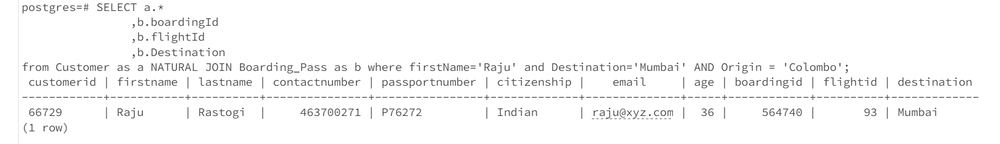 postgres=# SELECT a.*
,b.boardingId
,b.flightId
,b.Destination
from Customer as a NATURAL JOIN Boarding_Pass as b where firstName='Raju' and Destination='Mumbai' AND Origin = 'Colombo';
customerid | firstname | lastname | contactnumber | passportnumber | citizenship | email | age | boardingid | flightid | destination
------------+-----------+----------+---------------+----------------+-------------+--------------+-----+------------+----------+-------------
66729 | Raju | Rastogi | 463700271 | P76272 | Indian | raju@xyz.com | 36 | 564740 | 93 | Mumbai
(1 row)